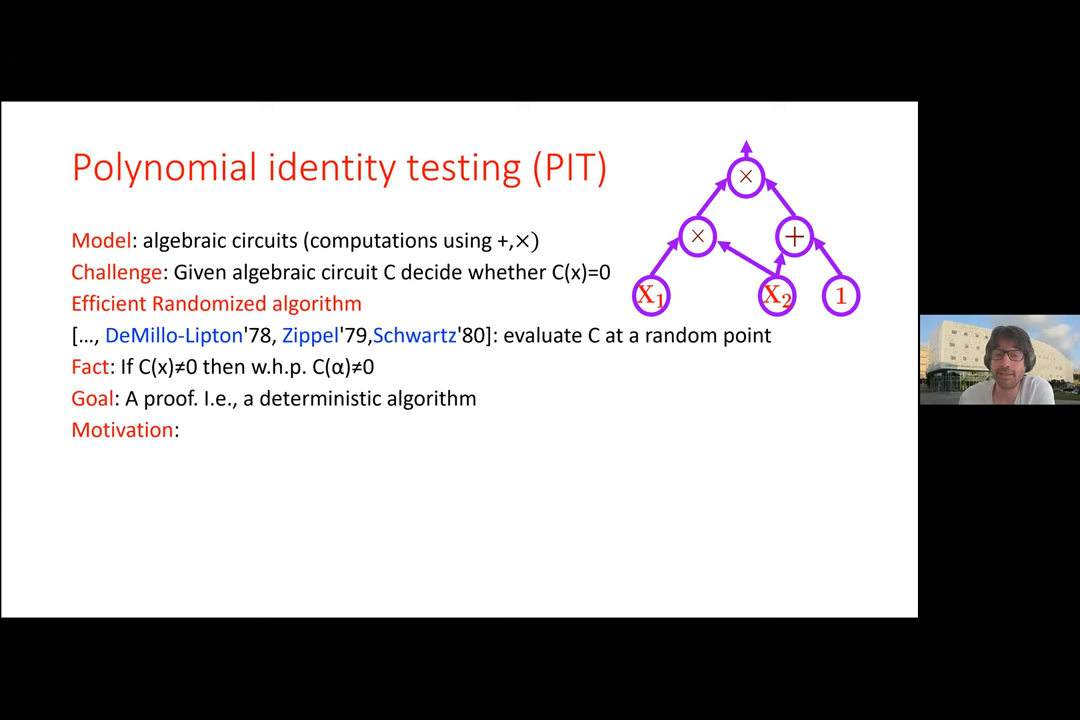 Polynomial identity testing (PIT)
Model: algebraic circuits (computations using +,×)
Challenge: Given algebraic circuit C decide whether C(x)=0
Efficient Randomized algorithm
[..., DeMillo-Lipton'78, Zippel'79,Schwartz'80]: evaluate C at a random point
Fact: If C(x)≠0 then w.h.p. C(α)≠0
Goal: A proof. I.e., a deterministic algorithm
Motivation:
×
× +
X₁ X₂ 1